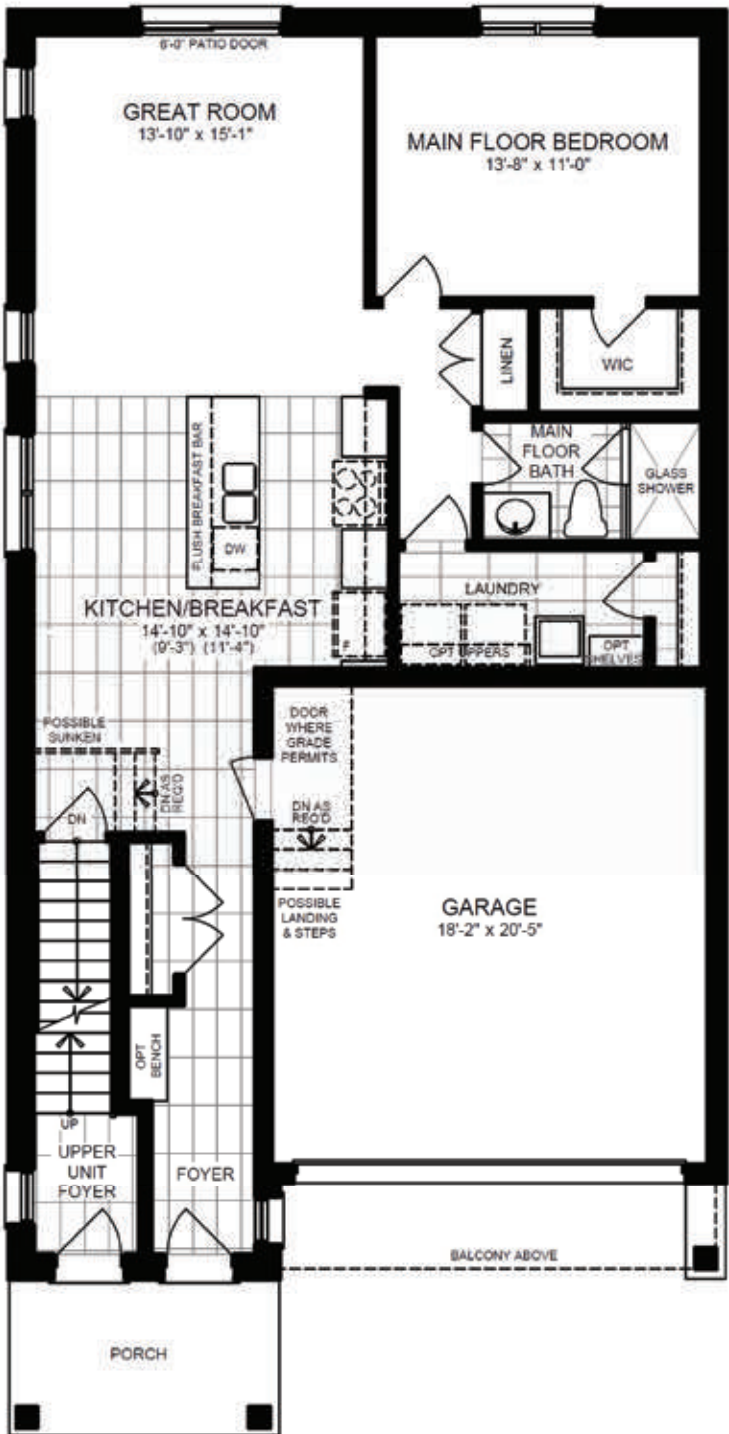 6'-0" PATIO DOOR
GREAT ROOM
13'-10" x 15'-1"
MAIN FLOOR BEDROOM
13'-8" x 11'-0"
LINEN
WIC
MAIN
FLOOR
BATH
GLASS
SHOWER
FLUSH BREAKFAST BAR
DW
KITCHEN/BREAKFAST
14'-10" x 14'-10"
(9'-3") (11'-4")
F
LAUNDRY
OPT UPPERS
OPT
SHELVES
POSSIBLE
SUNKEN
DN AS
REQ'D
DN
DOOR
WHERE
GRADE
PERMITS
DN AS
REQ'D
POSSIBLE
LANDING
& STEPS
GARAGE
18'-2" x 20'-5"
OPT
BENCH
UP
UPPER
UNIT
FOYER
FOYER
BALCONY ABOVE
PORCH